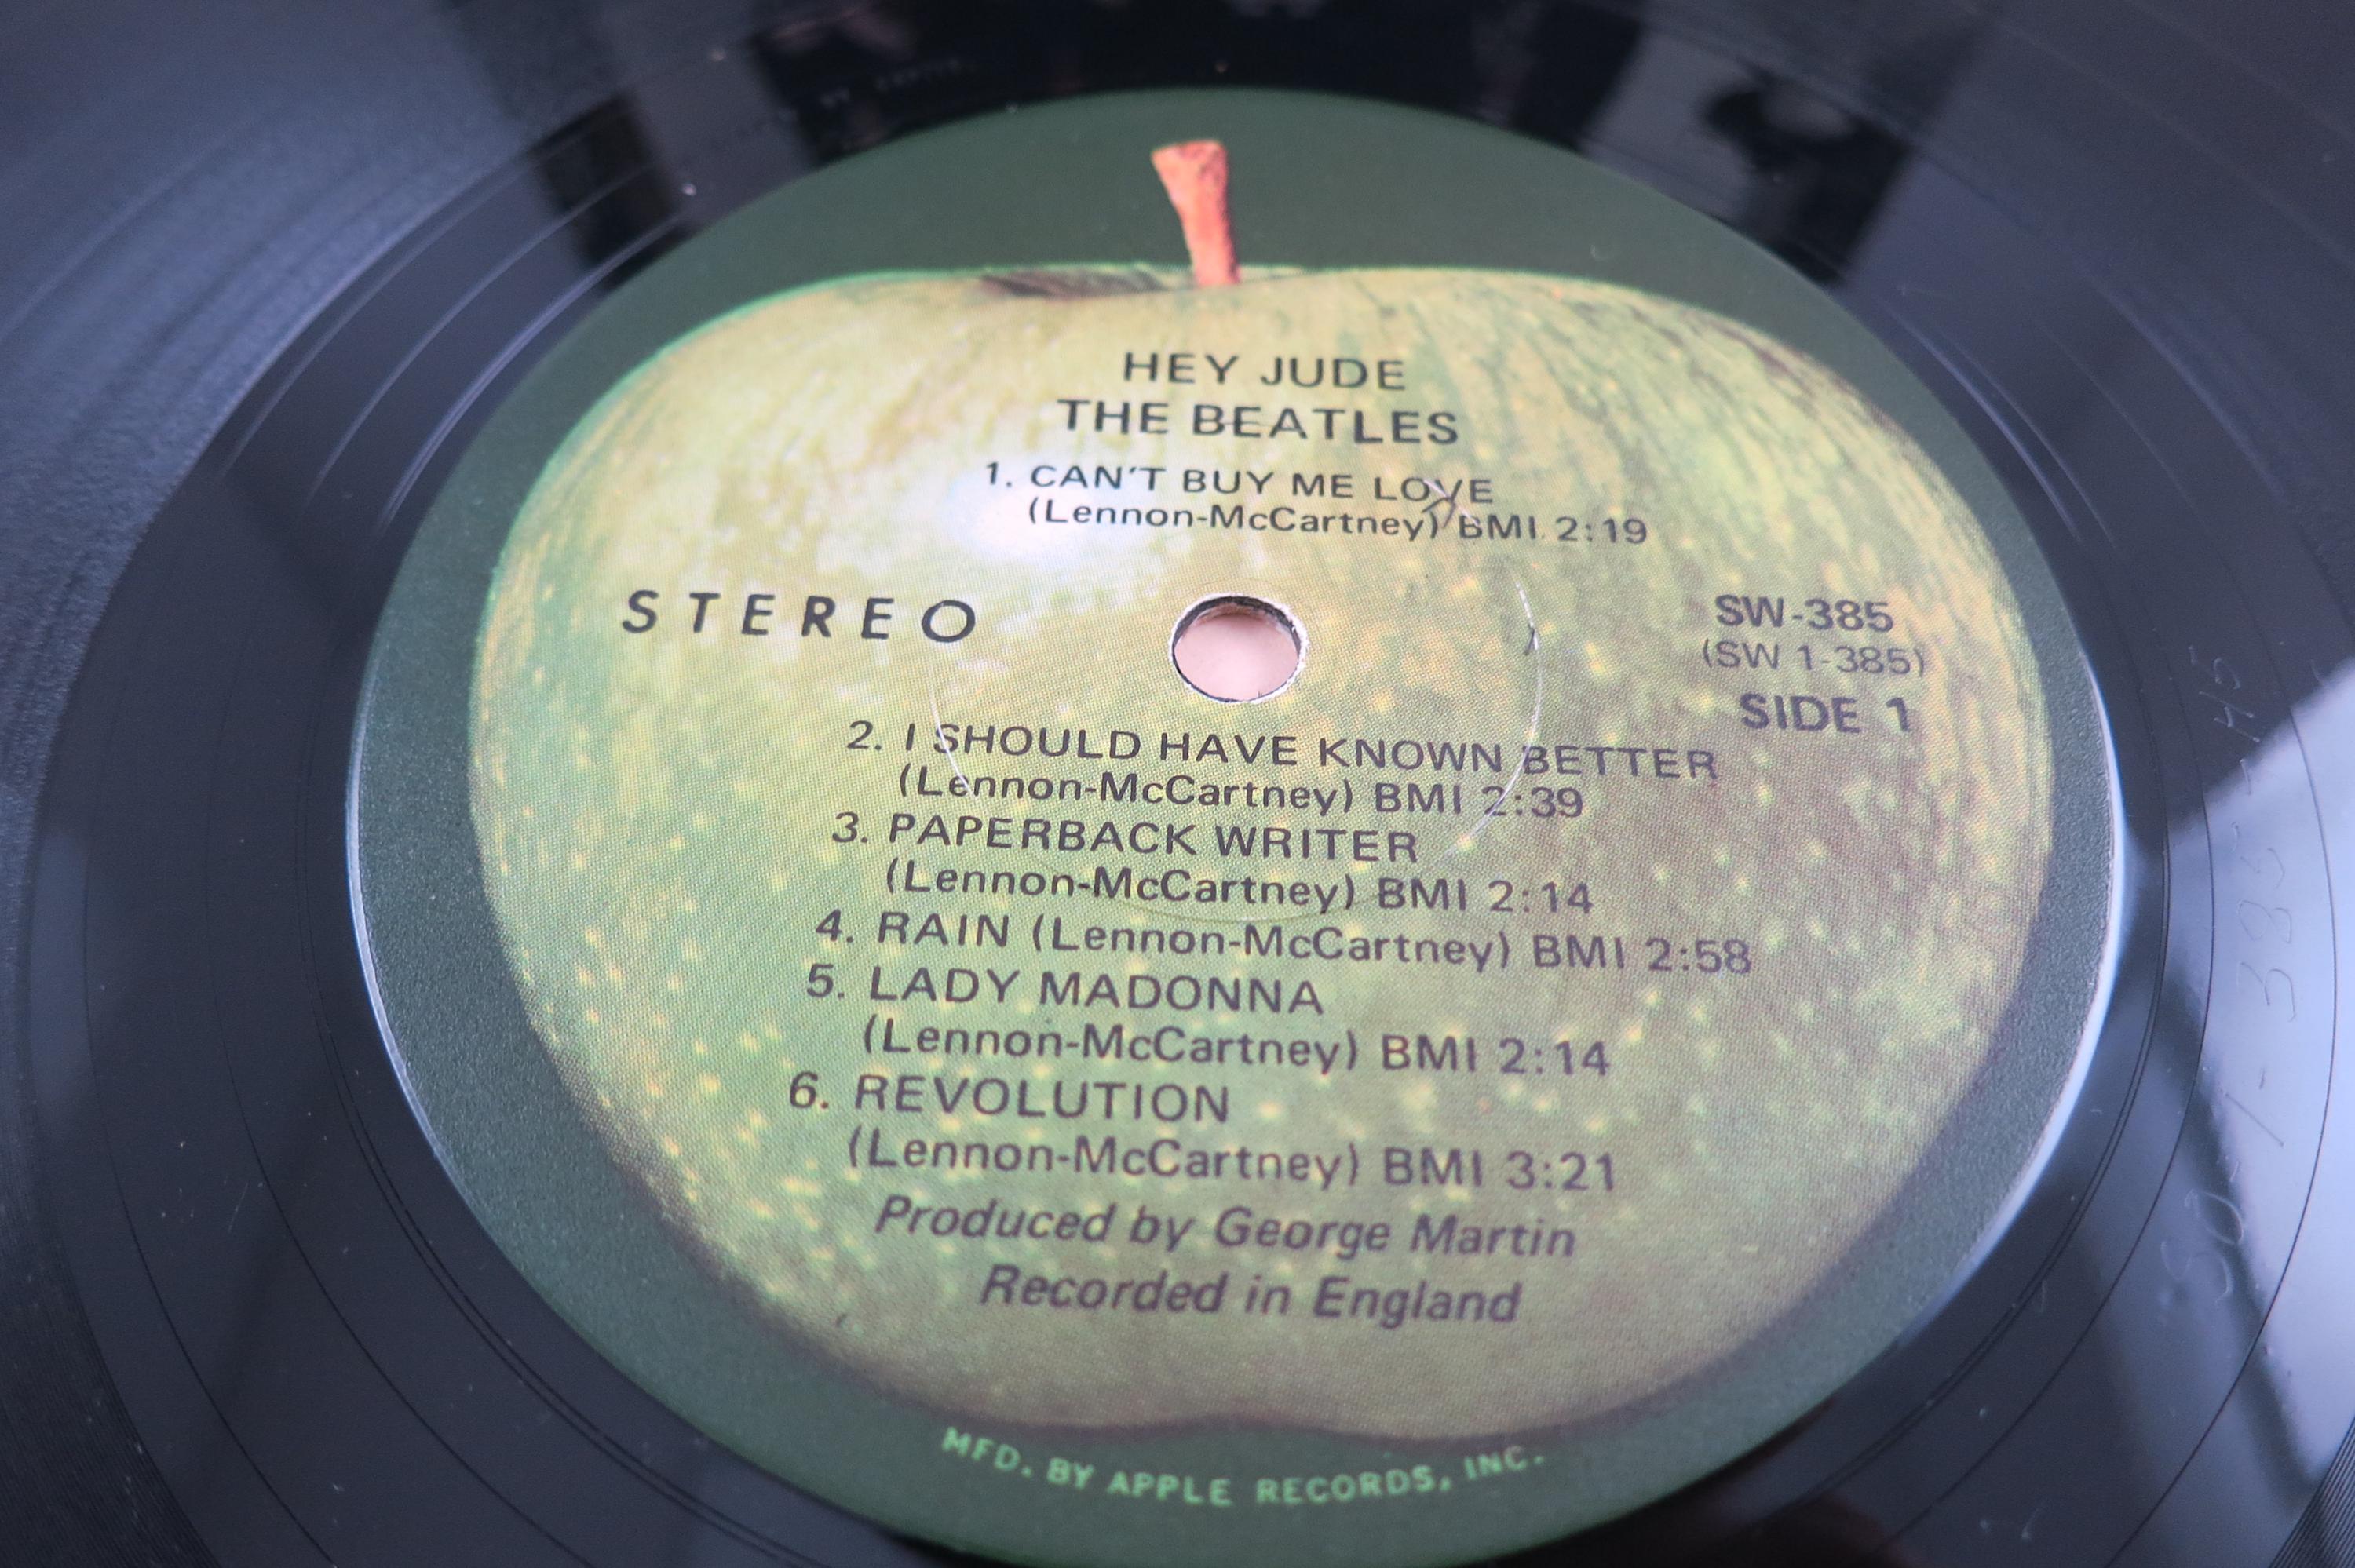 HEY JUDE
THE BEATLES
1. CAN'T BUY ME LOVE
(Lennon-McCartney) BMI 2:19
STEREO
SW-385
(SW 1-385)
SIDE 1
2. I SHOULD HAVE KNOWN BETTER
(Lennon-McCartney) BMI 2:39
3. PAPERBACK WRITER
(Lennon-McCartney) BMI 2:14
4. RAIN (Lennon-McCartney) BMI 2:58
5. LADY MADONNA
(Lennon-McCartney) BMI 2:14
6. REVOLUTION
(Lennon-McCartney) BMI 3:21
Produced by George Martin
Recorded in England
MFD. BY APPLE RECORDS, INC.